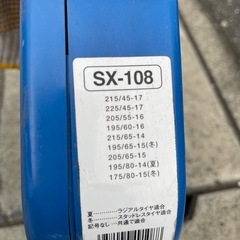 SX-108
215/45-17
225/45-17
205/55-16
195/60-16
215/65-14
195/65-15(冬)
205/65-15
195/80-14(夏)
175/80-15(冬)
夏……ラジアルタイヤ適合
冬……スタッドレスタイヤ適合
記号なし…共通で適合